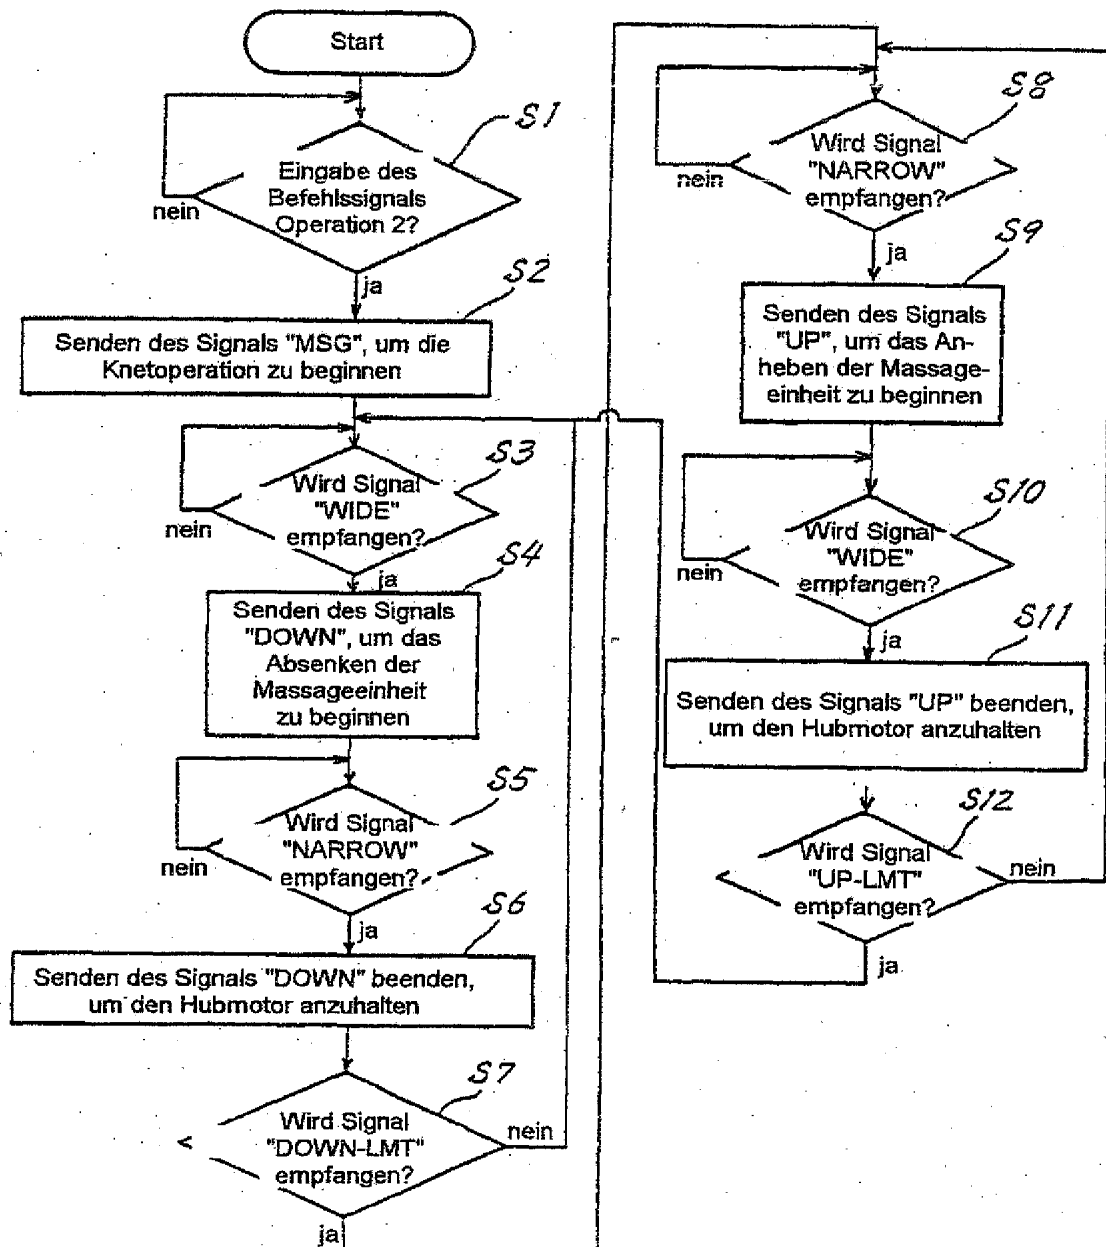 Start
S1
Eingabe des
Befehlssignals
Operation 2?
nein
ja
S2
Senden des Signals "MSG", um die
Knetoperation zu beginnen
S3
Wird Signal
"WIDE"
empfangen?
nein
ja
S4
Senden des Signals
"DOWN", um das
Absenken der
Massageeinheit
zu beginnen
S5
Wird Signal
"NARROW"
empfangen?
nein
ja
S6
Senden des Signals "DOWN" beenden,
um den Hubmotor anzuhalten
S7
Wird Signal
"DOWN-LMT"
empfangen?
nein
ja
S8
Wird Signal
"NARROW"
empfangen?
nein
ja
S9
Senden des Signals
"UP", um das An-
heben der Massage-
einheit zu beginnen
S10
Wird Signal
"WIDE"
empfangen?
nein
ja
S11
Senden des Signals "UP" beenden,
um den Hubmotor anzuhalten
S12
Wird Signal
"UP-LMT"
empfangen?
nein
ja